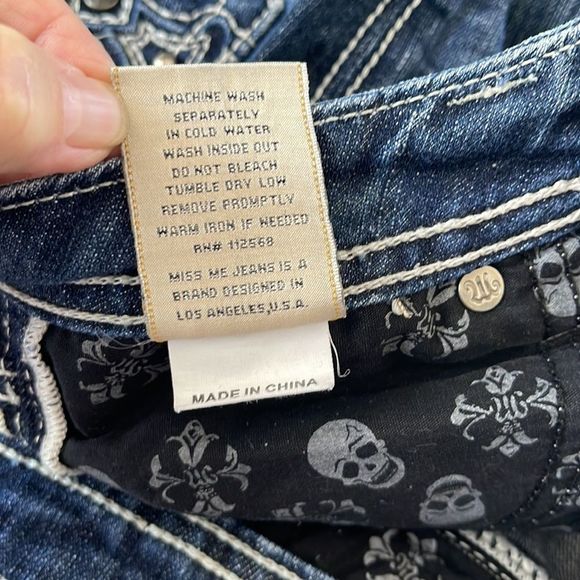 MACHINE WASH
SEPARATELY
IN COLD WATER
WASH INSIDE OUT
DO NOT BLEACH
TUMBLE DRY LOW
REMOVE PROMPTLY
WARM IRON IF NEEDED
RN# 112568
MISS ME JEANS IS A
BRAND DESIGNED IN
LOS ANGELES, U.S.A.
MADE IN CHINA